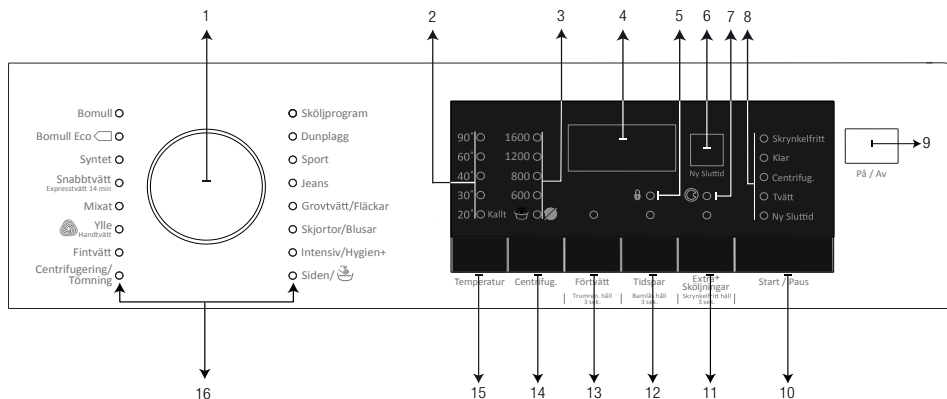 1
2
3
4
5
6
7
8
Bomull
Bomull Eco
Syntet
Snabbtvätt
Expresstvätt 14 min
Mixat
Ylle
Handtvätt
Fintvätt
Centrifugering/
Tömning
Sköljprogram
Dunplagg
Sport
Jeans
Grovtvätt/Fläckar
Skjortor/Blusar
Intensiv/Hygien+
Siden/
90°
60°
40°
30°
20° Kallt
1600
1200
800
600
Ny Sluttid
Skrynkelfritt
Klar
Centrifug.
Tvätt
Ny Sluttid
På / Av
9
Temperatur
Centrifug.
Förtvätt
Trumren. håll
3 sek.
Tidspar
Barnlås håll
3 sek.
Extra+
Sköljningar
Skrynkelfritt håll
3 sek.
Start / Paus
16
15
14
13
12
11
10